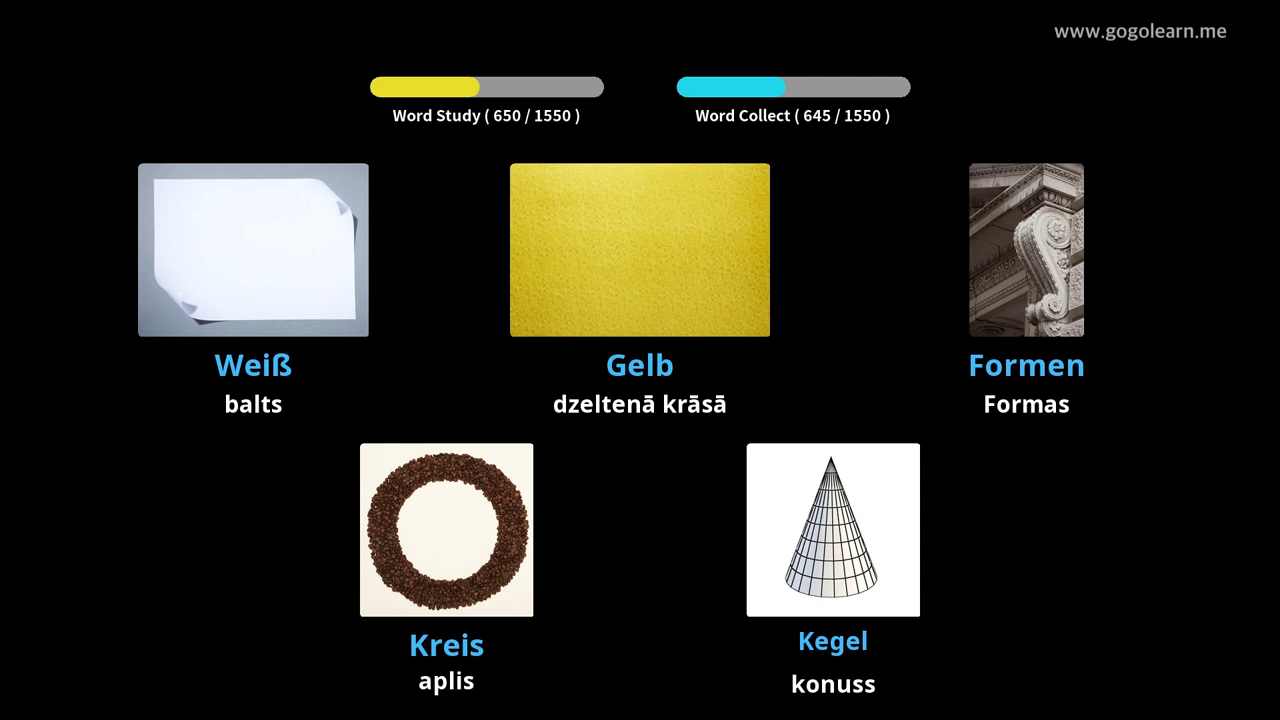 www.gogolearn.me
Word Study ( 650 / 1550 )
Word Collect ( 645 / 1550 )
Weiß
balts
Gelb
dzeltenā krāsā
Formen
Formas
Kreis
aplis
Kegel
konuss